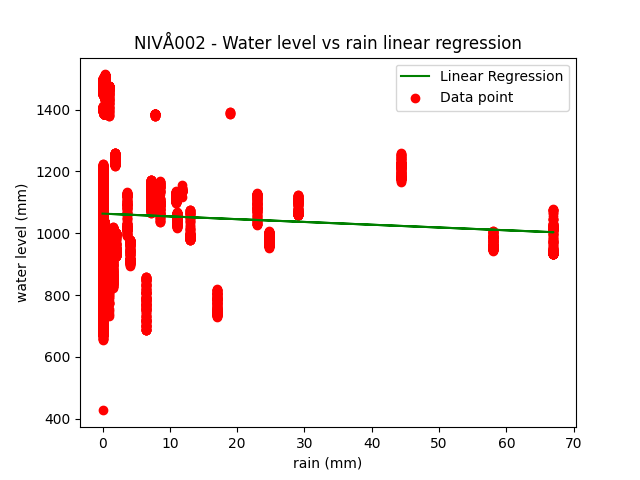 NIVÅ002 - Water level vs rain linear regression
Linear Regression
Data point
water level (mm)
1400
1200
1000
800
600
400
0 10 20 30 40 50 60 70
rain (mm)